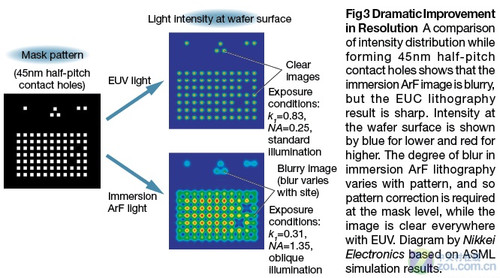 Light intensity at wafer surface
Mask pattern
(45nm half-pitch
contact holes)
EUV light
Immersion
ArF light
Clear
images
Exposure
conditions:
k1=0.83,
NA=0.25,
standard
illumination
Blurry image
(blur varies
with site)
Exposure
conditions:
k1=0.31,
NA=1.35,
oblique
illumination
Fig3 Dramatic Improvement
in Resolution A comparison
of intensity distribution while
forming 45nm half-pitch
contact holes shows that the
immersion ArF image is blurry,
but the EUC lithography
result is sharp. Intensity at
the wafer surface is shown
by blue for lower and red for
higher. The degree of blur in
immersion ArF lithography
varies with pattern, and so
pattern correction is required
at the mask level, while the
image is clear everywhere
with EUV. Diagram by Nikkei
Electronics based on ASML
simulation results.
ZOL.COM.CN